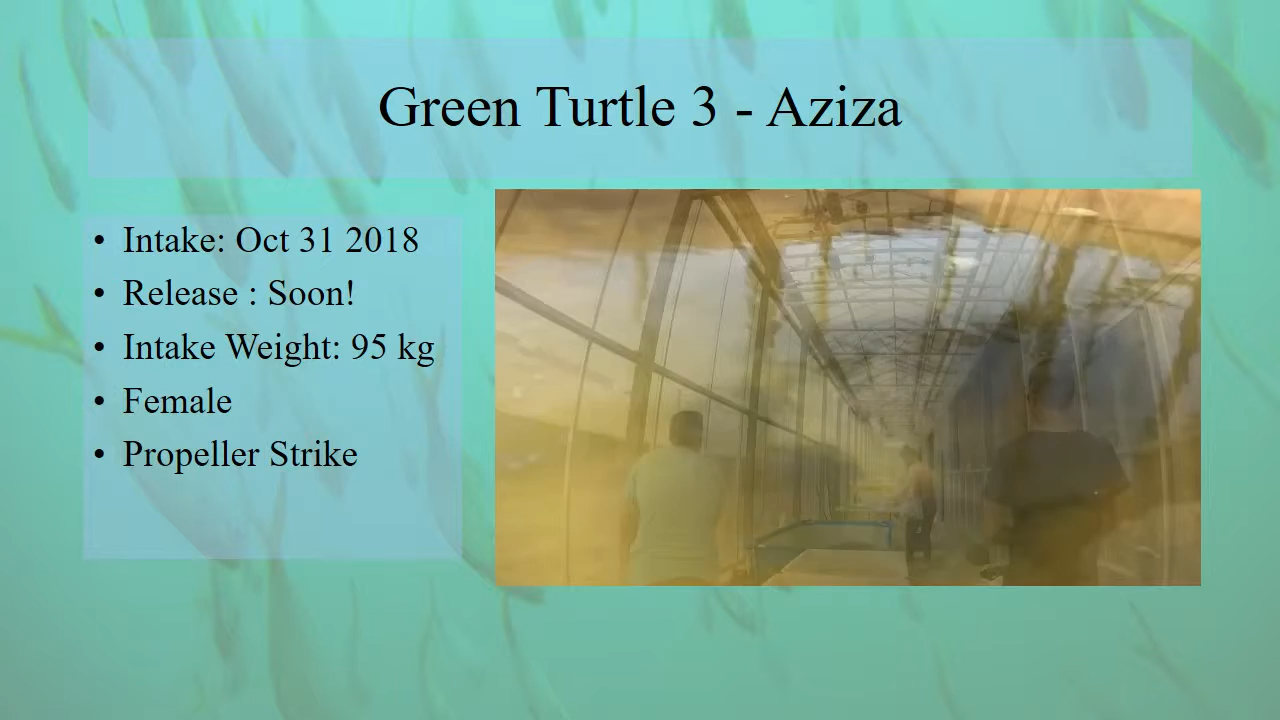 Green Turtle 3 - Aziza
• Intake: Oct 31 2018
• Release : Soon!
• Intake Weight: 95 kg
• Female
• Propeller Strike